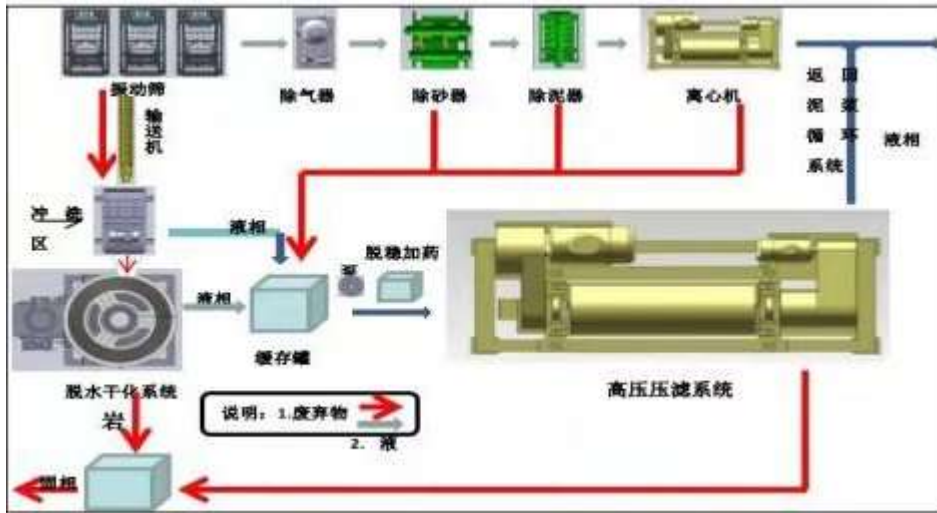 振动筛
除气器
除砂器
除泥器
离心机
返 回
泥 浆
循 环
系统
液相
输送机
冲 洗
区
液相
泵
脱稳加药
液相
缓存罐
脱水干化系统
高压压滤系统
岩
说明：1.废弃物
2. 液
固相